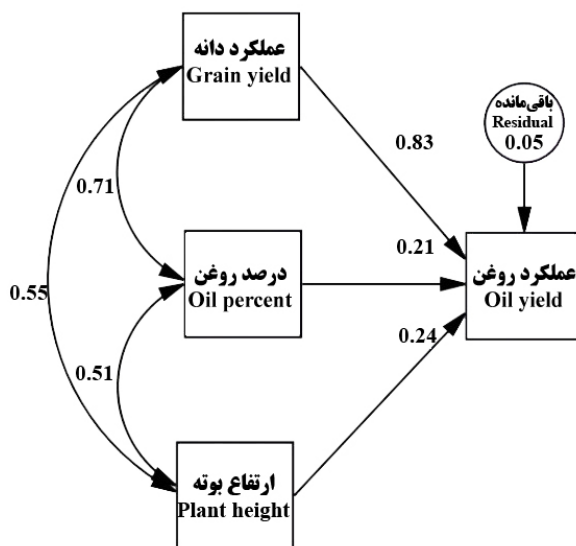 عملکرد دانه
Grain yield
باقی‌مانده
Residual
0.05
0.83
0.71
0.21
درصد روغن
Oil percent
عملکرد روغن
Oil yield
0.55
0.24
0.51
ارتفاع بوته
Plant height